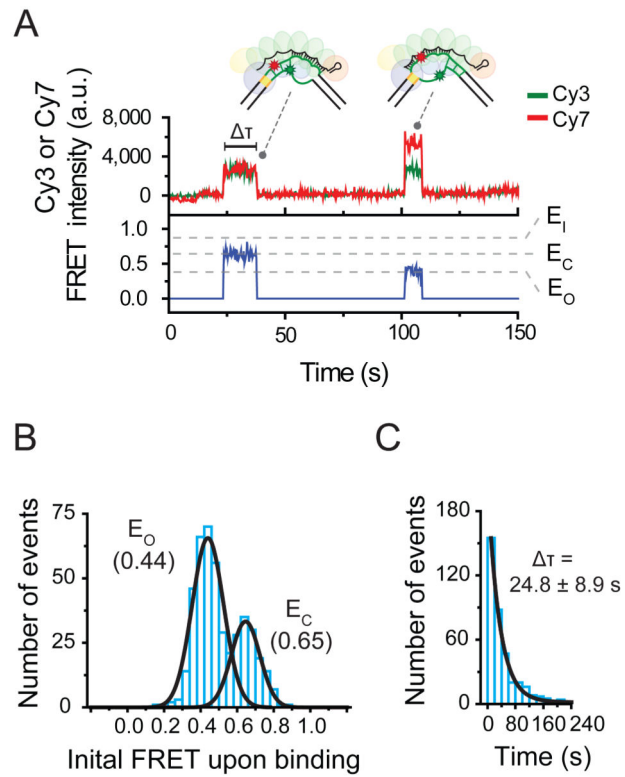 A
Cy3
Cy7
Cy3 or Cy7
intensity (a.u.)
8,000
4,000
0
Δτ
FRET
1.0
0.5
0.0
E_I
E_C
E_O
0
50
100
150
Time (s)
B
Number of events
75
50
25
0
E_O
(0.44)
E_C
(0.65)
0.0 0.2 0.4 0.6 0.8 1.0
Inital FRET upon binding
C
Number of events
180
120
60
0
Δτ =
24.8 ± 8.9 s
0 80 160 240
Time (s)